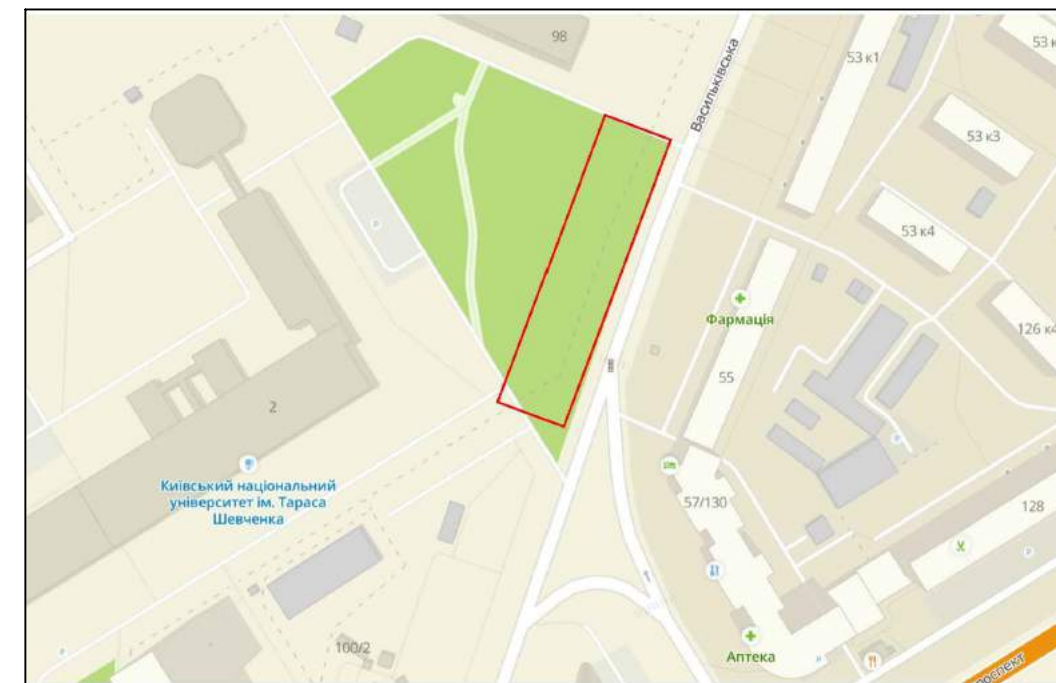 98
Васильківська
53 к1
53 к
53 к3
53 к4
Фармація
126 к4
55
2
Київський національний
університет ім. Тараса
Шевченка
57/130
128
100/2
Аптека
проспект
P
P
P
P
P